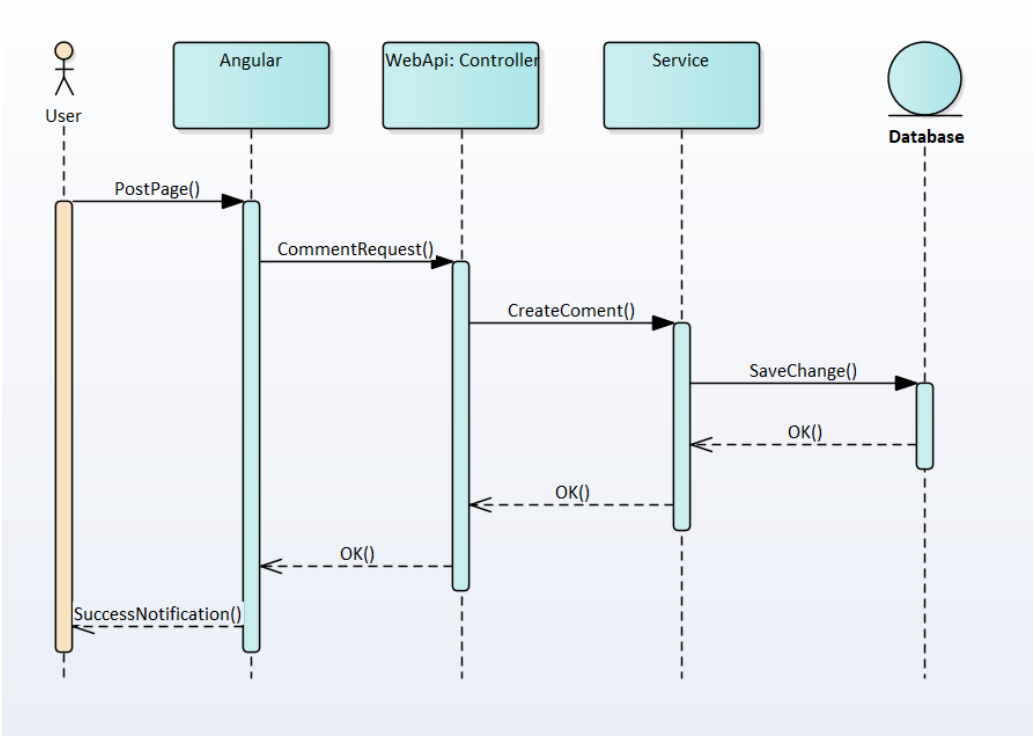 Angular
WebApi: Controller
Service
User
Database
PostPage()
CommentRequest()
CreateComent()
SaveChange()
OK()
OK()
OK()
SuccessNotification()